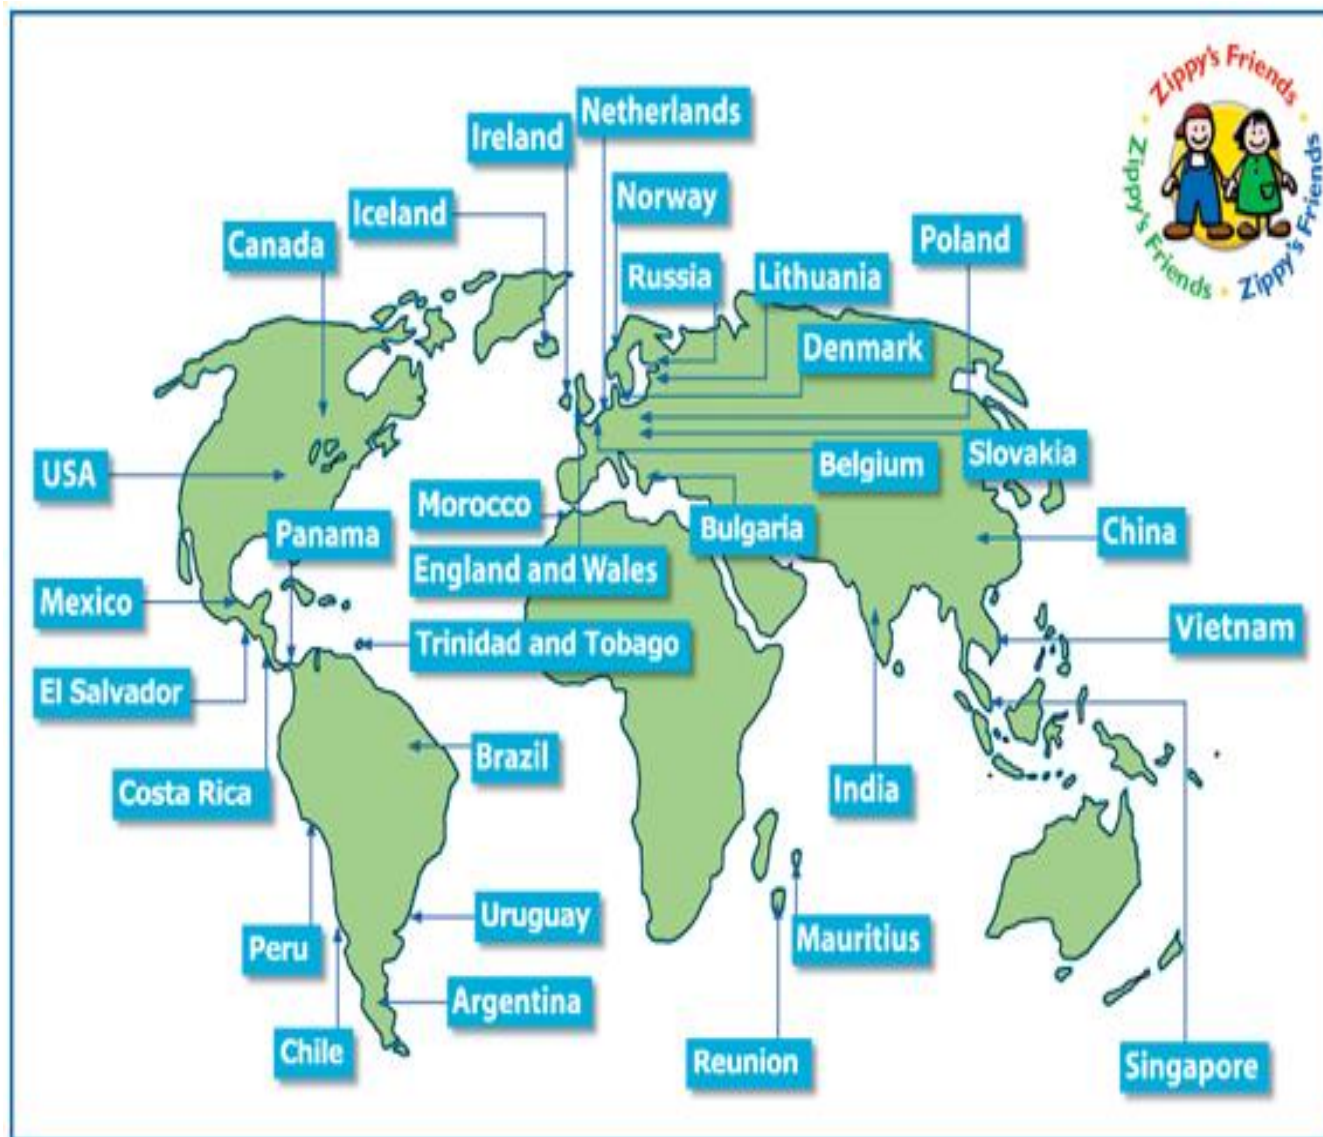 Zippy's Friends
Zippy's Friends
Zippy's Friends
Netherlands
Ireland
Norway
Iceland
Canada
Poland
Russia
Lithuania
Denmark
Slovakia
Belgium
USA
Morocco
Bulgaria
China
Panama
England and Wales
Mexico
Vietnam
Trinidad and Tobago
El Salvador
Brazil
Costa Rica
India
Uruguay
Peru
Mauritius
Argentina
Chile
Reunion
Singapore